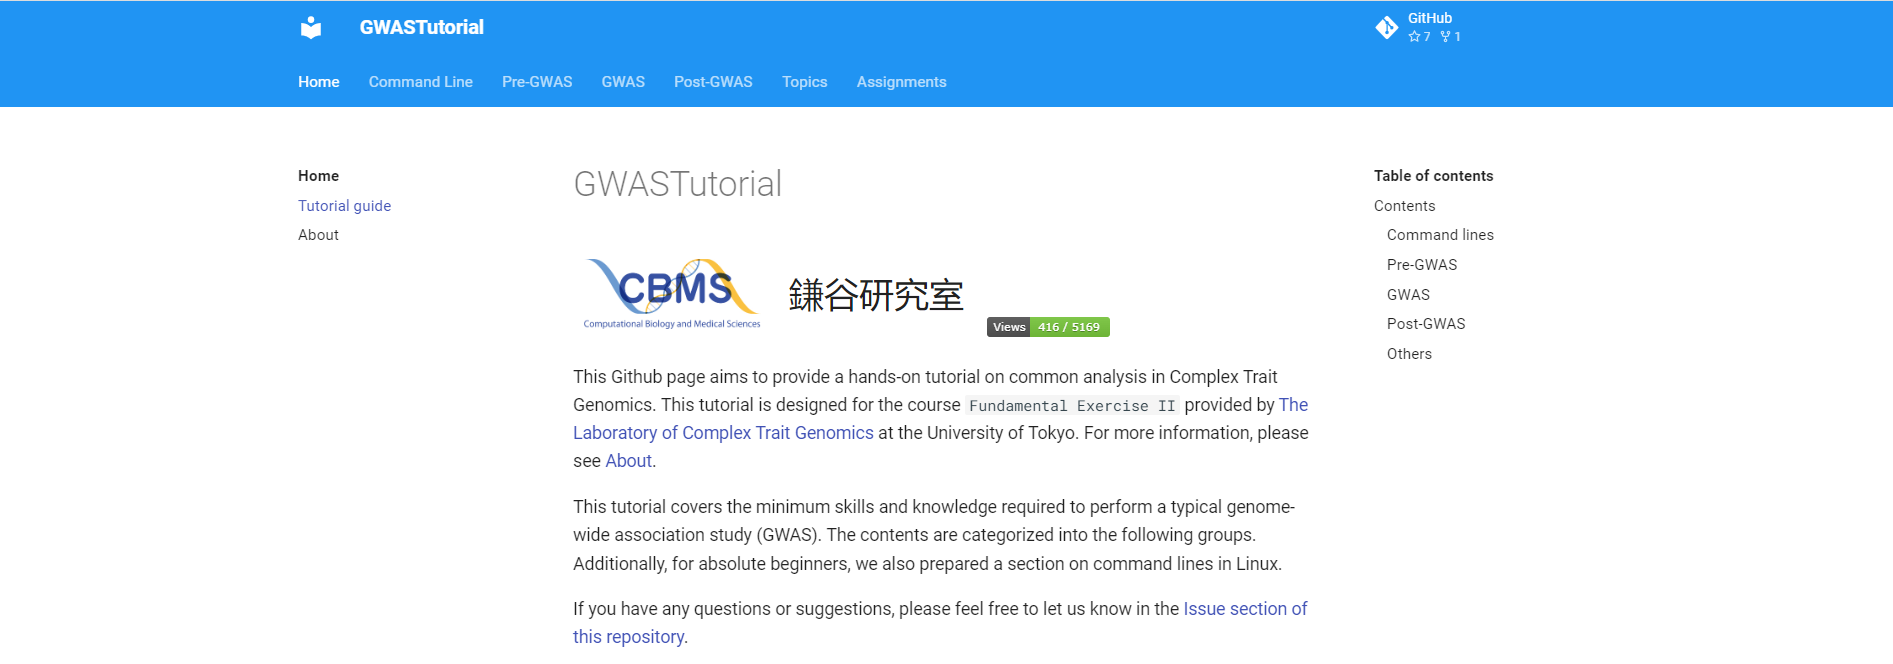 GWASTutorial
GitHub
7 1
Home Command Line Pre-GWAS GWAS Post-GWAS Topics Assignments
Home
Tutorial guide
About
GWASTutorial
CBMS
Computational Biology and Medical Sciences
鎌谷研究室
Views 416 / 5169
This Github page aims to provide a hands-on tutorial on common analysis in Complex Trait
Genomics. This tutorial is designed for the course Fundamental Exercise II provided by The
Laboratory of Complex Trait Genomics at the University of Tokyo. For more information, please
see About.
This tutorial covers the minimum skills and knowledge required to perform a typical genome-
wide association study (GWAS). The contents are categorized into the following groups.
Additionally, for absolute beginners, we also prepared a section on command lines in Linux.
If you have any questions or suggestions, please feel free to let us know in the Issue section of
this repository.
Table of contents
Contents
Command lines
Pre-GWAS
GWAS
Post-GWAS
Others